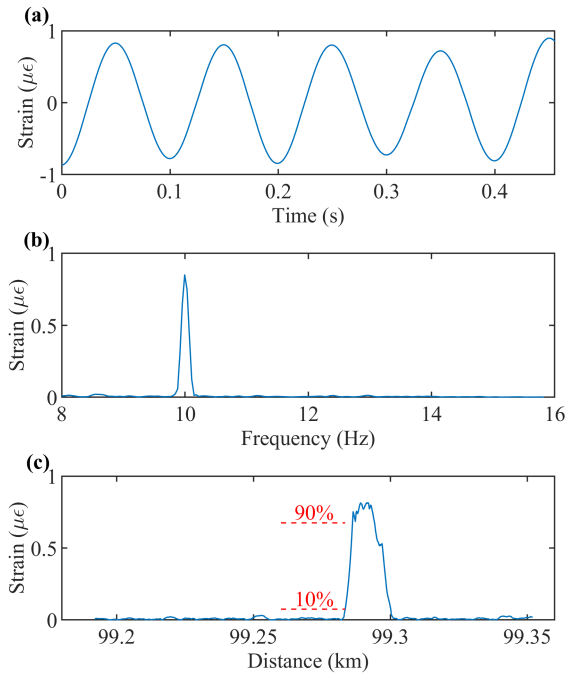 (a)
1
0
-1
Strain (με)
0 0.1 0.2 0.3 0.4
Time (s)
(b)
1
0.5
0
Strain (με)
8 10 12 14 16
Frequency (Hz)
(c)
1
0.5
0
Strain (με)
90%
10%
99.2 99.25 99.3 99.35
Distance (km)